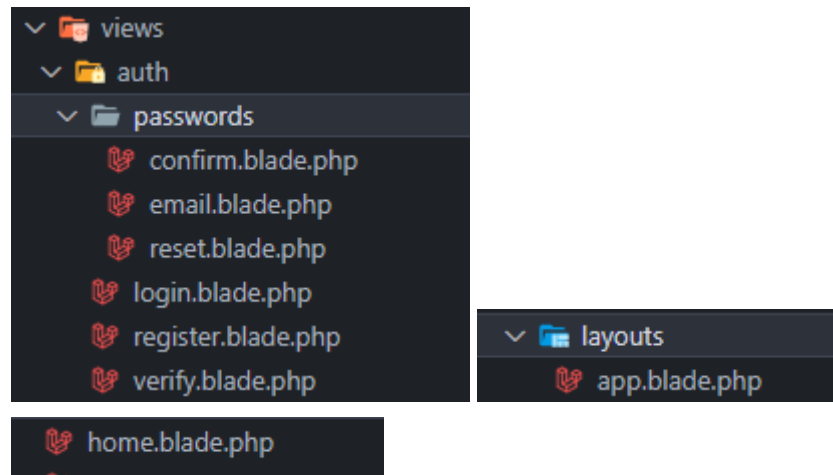 views
auth
passwords
confirm.blade.php
email.blade.php
reset.blade.php
login.blade.php
register.blade.php
verify.blade.php
layouts
app.blade.php
home.blade.php